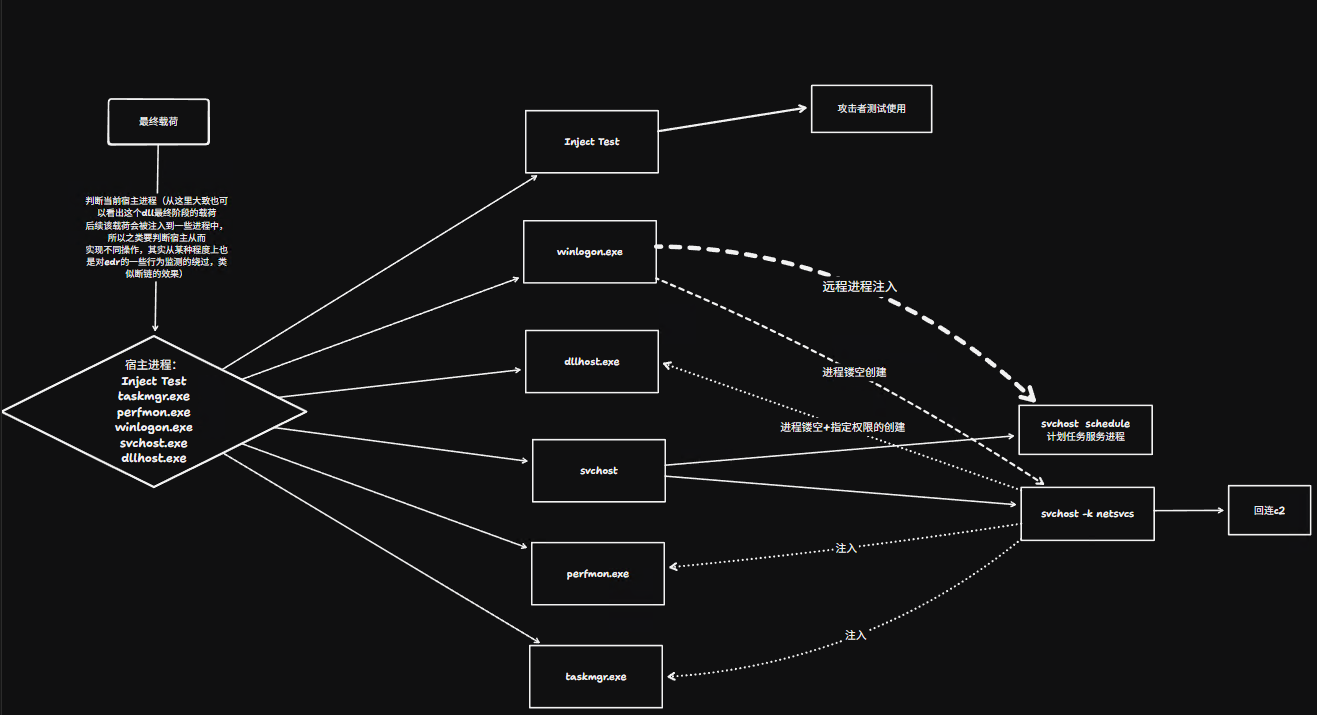 最终载荷
判断当前宿主进程（从这里大致也可
以看出这个dll最终阶段的载荷
后续该载荷会被注入到一些进程中，
所以之类要判断宿主从而
实现不同操作，其实从某种程度上也
是对edr的一些行为监测的绕过，类
似断链的效果）
宿主进程：
Inject Test
taskmgr.exe
perfmon.exe
winlogon.exe
svchost.exe
dllhost.exe
Inject Test
攻击者测试使用
winlogon.exe
远程进程注入
dllhost.exe
进程镂空创建
进程镂空+指定权限的创建
svchost schedule
计划任务服务进程
svchost
svchost -k netsvcs
回连c2
注入
perfmon.exe
注入
taskmgr.exe